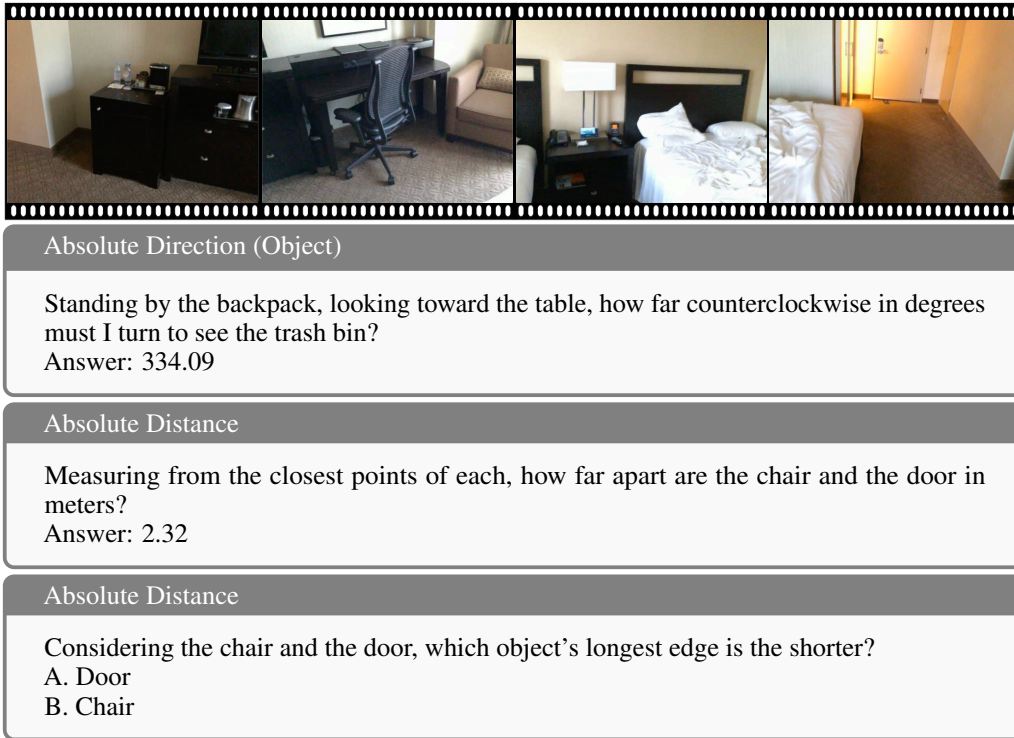 Absolute Direction (Object)
Standing by the backpack, looking toward the table, how far counterclockwise in degrees
must I turn to see the trash bin?
Answer: 334.09
Absolute Distance
Measuring from the closest points of each, how far apart are the chair and the door in
meters?
Answer: 2.32
Absolute Distance
Considering the chair and the door, which object's longest edge is the shorter?
A. Door
B. Chair